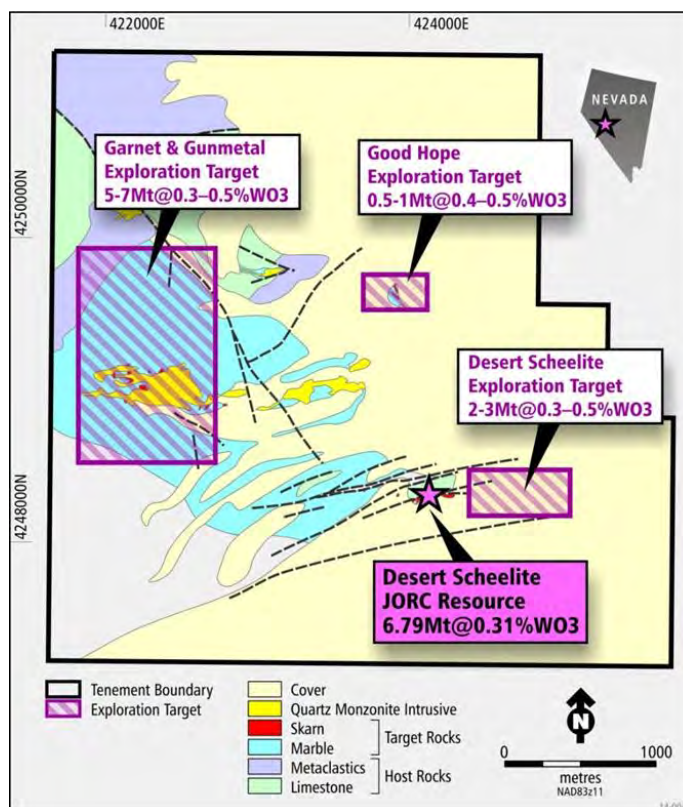 422000E
424000E
NEVADA
Garnet & Gunmetal
Exploration Target
5-7Mt@0.3–0.5%WO3
Good Hope
Exploration Target
0.5-1Mt@0.4–0.5%WO3
4250000N
Desert Scheelite
Exploration Target
2-3Mt@0.3–0.5%WO3
4248000N
Desert Scheelite
JORC Resource
6.79Mt@0.31%WO3
Tenement Boundary
Exploration Target
Cover
Quartz Monzonite Intrusive
Skarn
Marble
Target Rocks
Metaclastics
Limestone
Host Rocks
N
0 1000
metres
NAD83z11